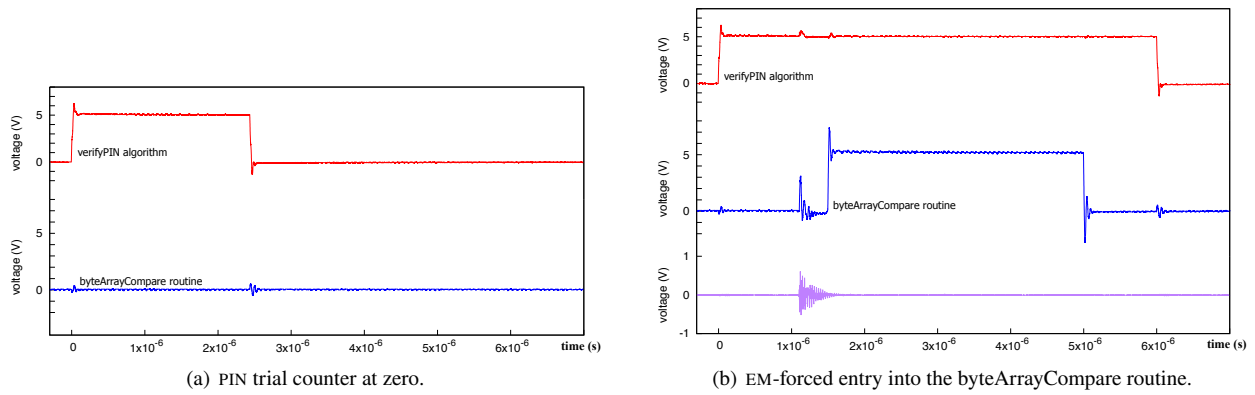 voltage (V)
5
0
verifyPIN algorithm
voltage (V)
5
0
byteArrayCompare routine
0
1x10-6
2x10-6
3x10-6
4x10-6
5x10-6
6x10-6
time (s)
(a) PIN trial counter at zero.
voltage (V)
5
0
verifyPIN algorithm
voltage (V)
5
0
byteArrayCompare routine
voltage (V)
1
0
-1
0
1x10-6
2x10-6
3x10-6
4x10-6
5x10-6
6x10-6
time (s)
(b) EM-forced entry into the byteArrayCompare routine.